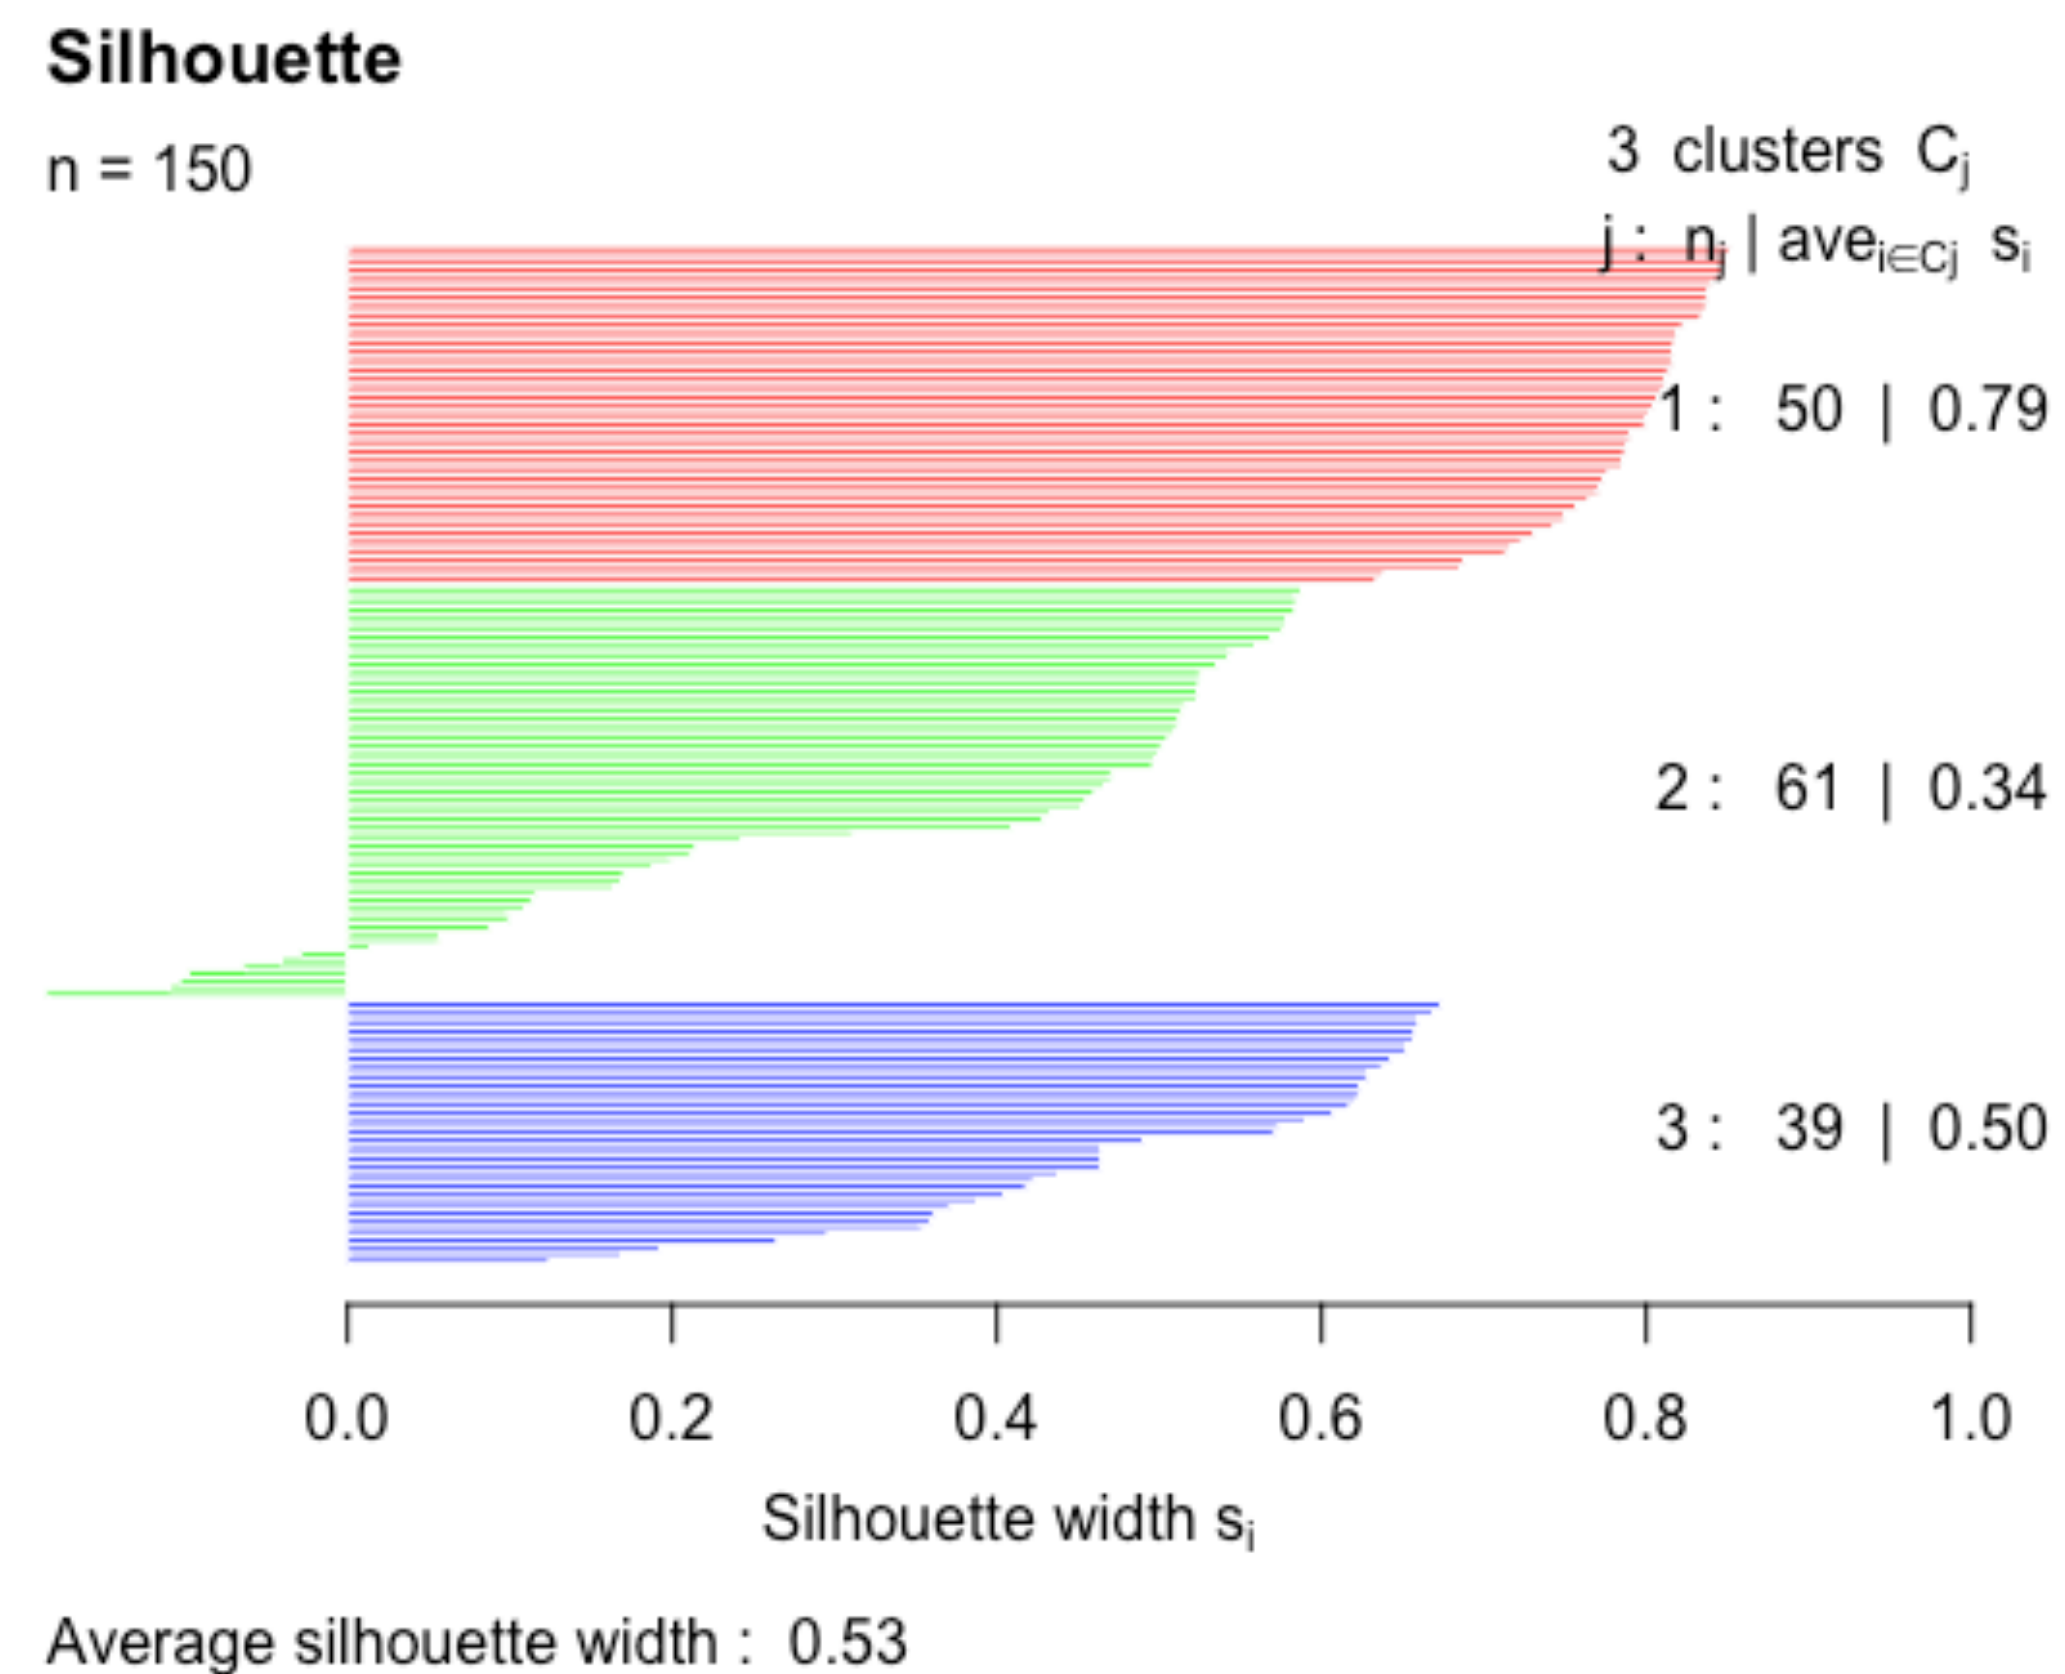 Silhouette
n = 150
3 clusters Cj
j : nj | avei∈Cj si
1 : 50 | 0.79
2 : 61 | 0.34
3 : 39 | 0.50
0.0 0.2 0.4 0.6 0.8 1.0
Silhouette width si
Average silhouette width : 0.53